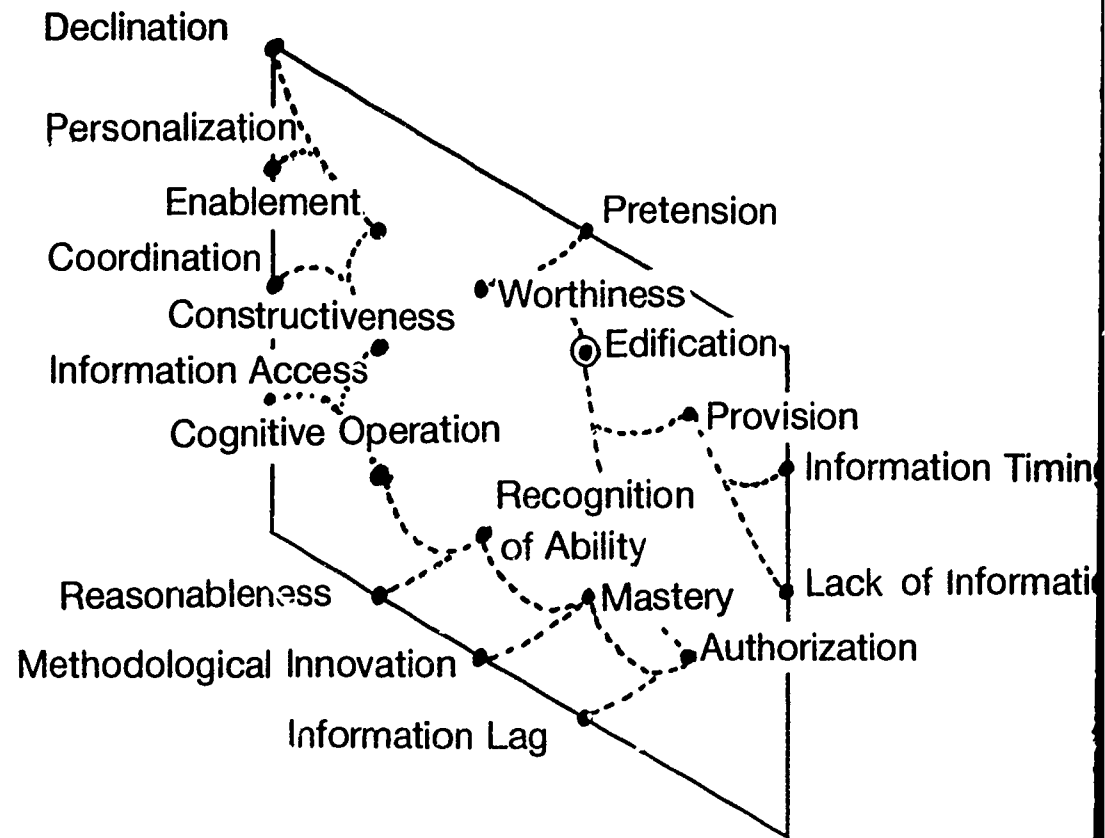 Declination
Personalization
Enablement
Pretension
Coordination
Worthiness
Constructiveness
Edification
Information Access
Provision
Cognitive Operation
Information Timing
Recognition
of Ability
Lack of Informati
Reasonableness
Mastery
Authorization
Methodological Innovation
Information Lag